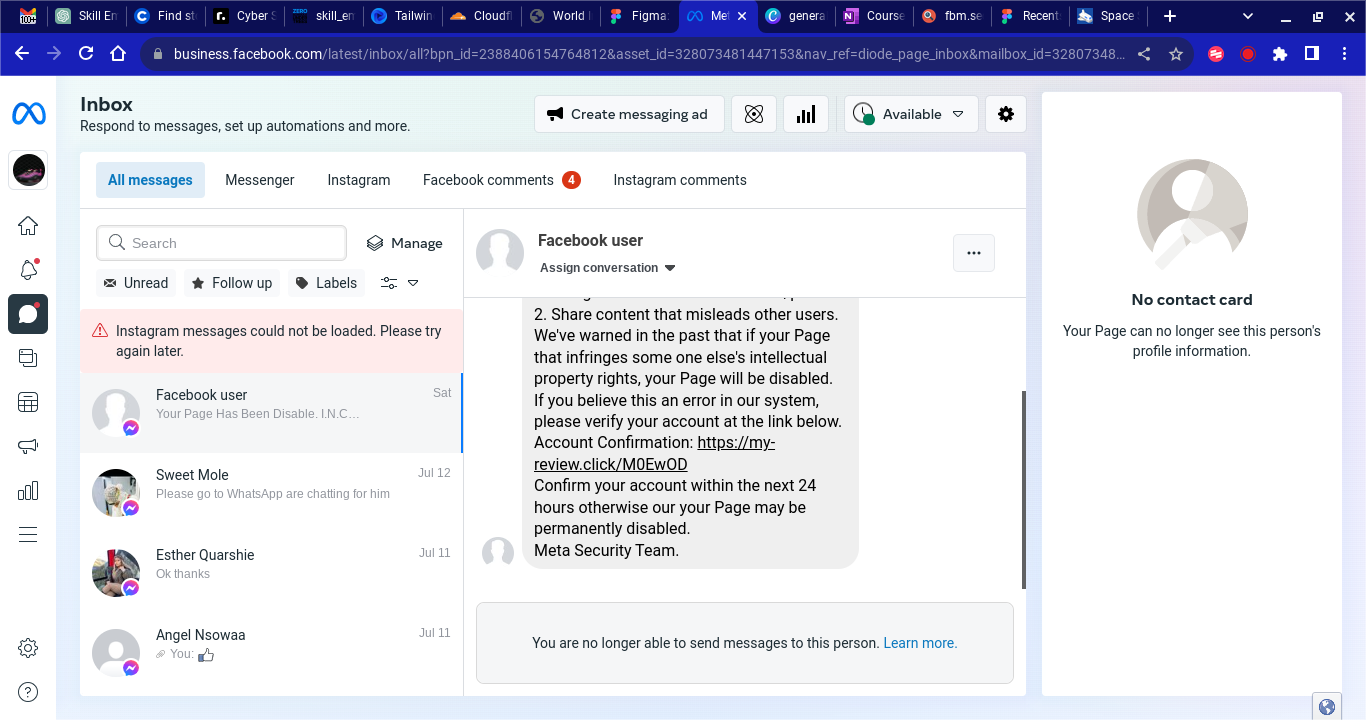 100+
Skill En
Find st
Cyber S
skill_em
Tailwin
Cloudfl
World I
Figma
Met
genera
Course
fbm.se
Recent
Space
business.facebook.com/latest/inbox/all?bpn_id=2388406154764812&asset_id=328073481447153&nav_ref=diode_page_inbox&mailbox_id=32807348...
Inbox
Respond to messages, set up automations and more.
Create messaging ad
Available
All messages
Messenger
Instagram
Facebook comments 4
Instagram comments
Search
Manage
Unread
Follow up
Labels
Instagram messages could not be loaded. Please try
again later.
Facebook user
Sat
Your Page Has Been Disable. I.N.C...
Sweet Mole
Jul 12
Please go to WhatsApp are chatting for him
Esther Quarshie
Jul 11
Ok thanks
Angel Nsowaa
Jul 11
You:
Facebook user
Assign conversation
2. Share content that misleads other users.
We've warned in the past that if your Page
that infringes some one else's intellectual
property rights, your Page will be disabled.
If you believe this an error in our system,
please verify your account at the link below.
Account Confirmation: https://my-
review.click/M0EwOD
Confirm your account within the next 24
hours otherwise our your Page may be
permanently disabled.
Meta Security Team.
You are no longer able to send messages to this person. Learn more.
No contact card
Your Page can no longer see this person's
profile information.